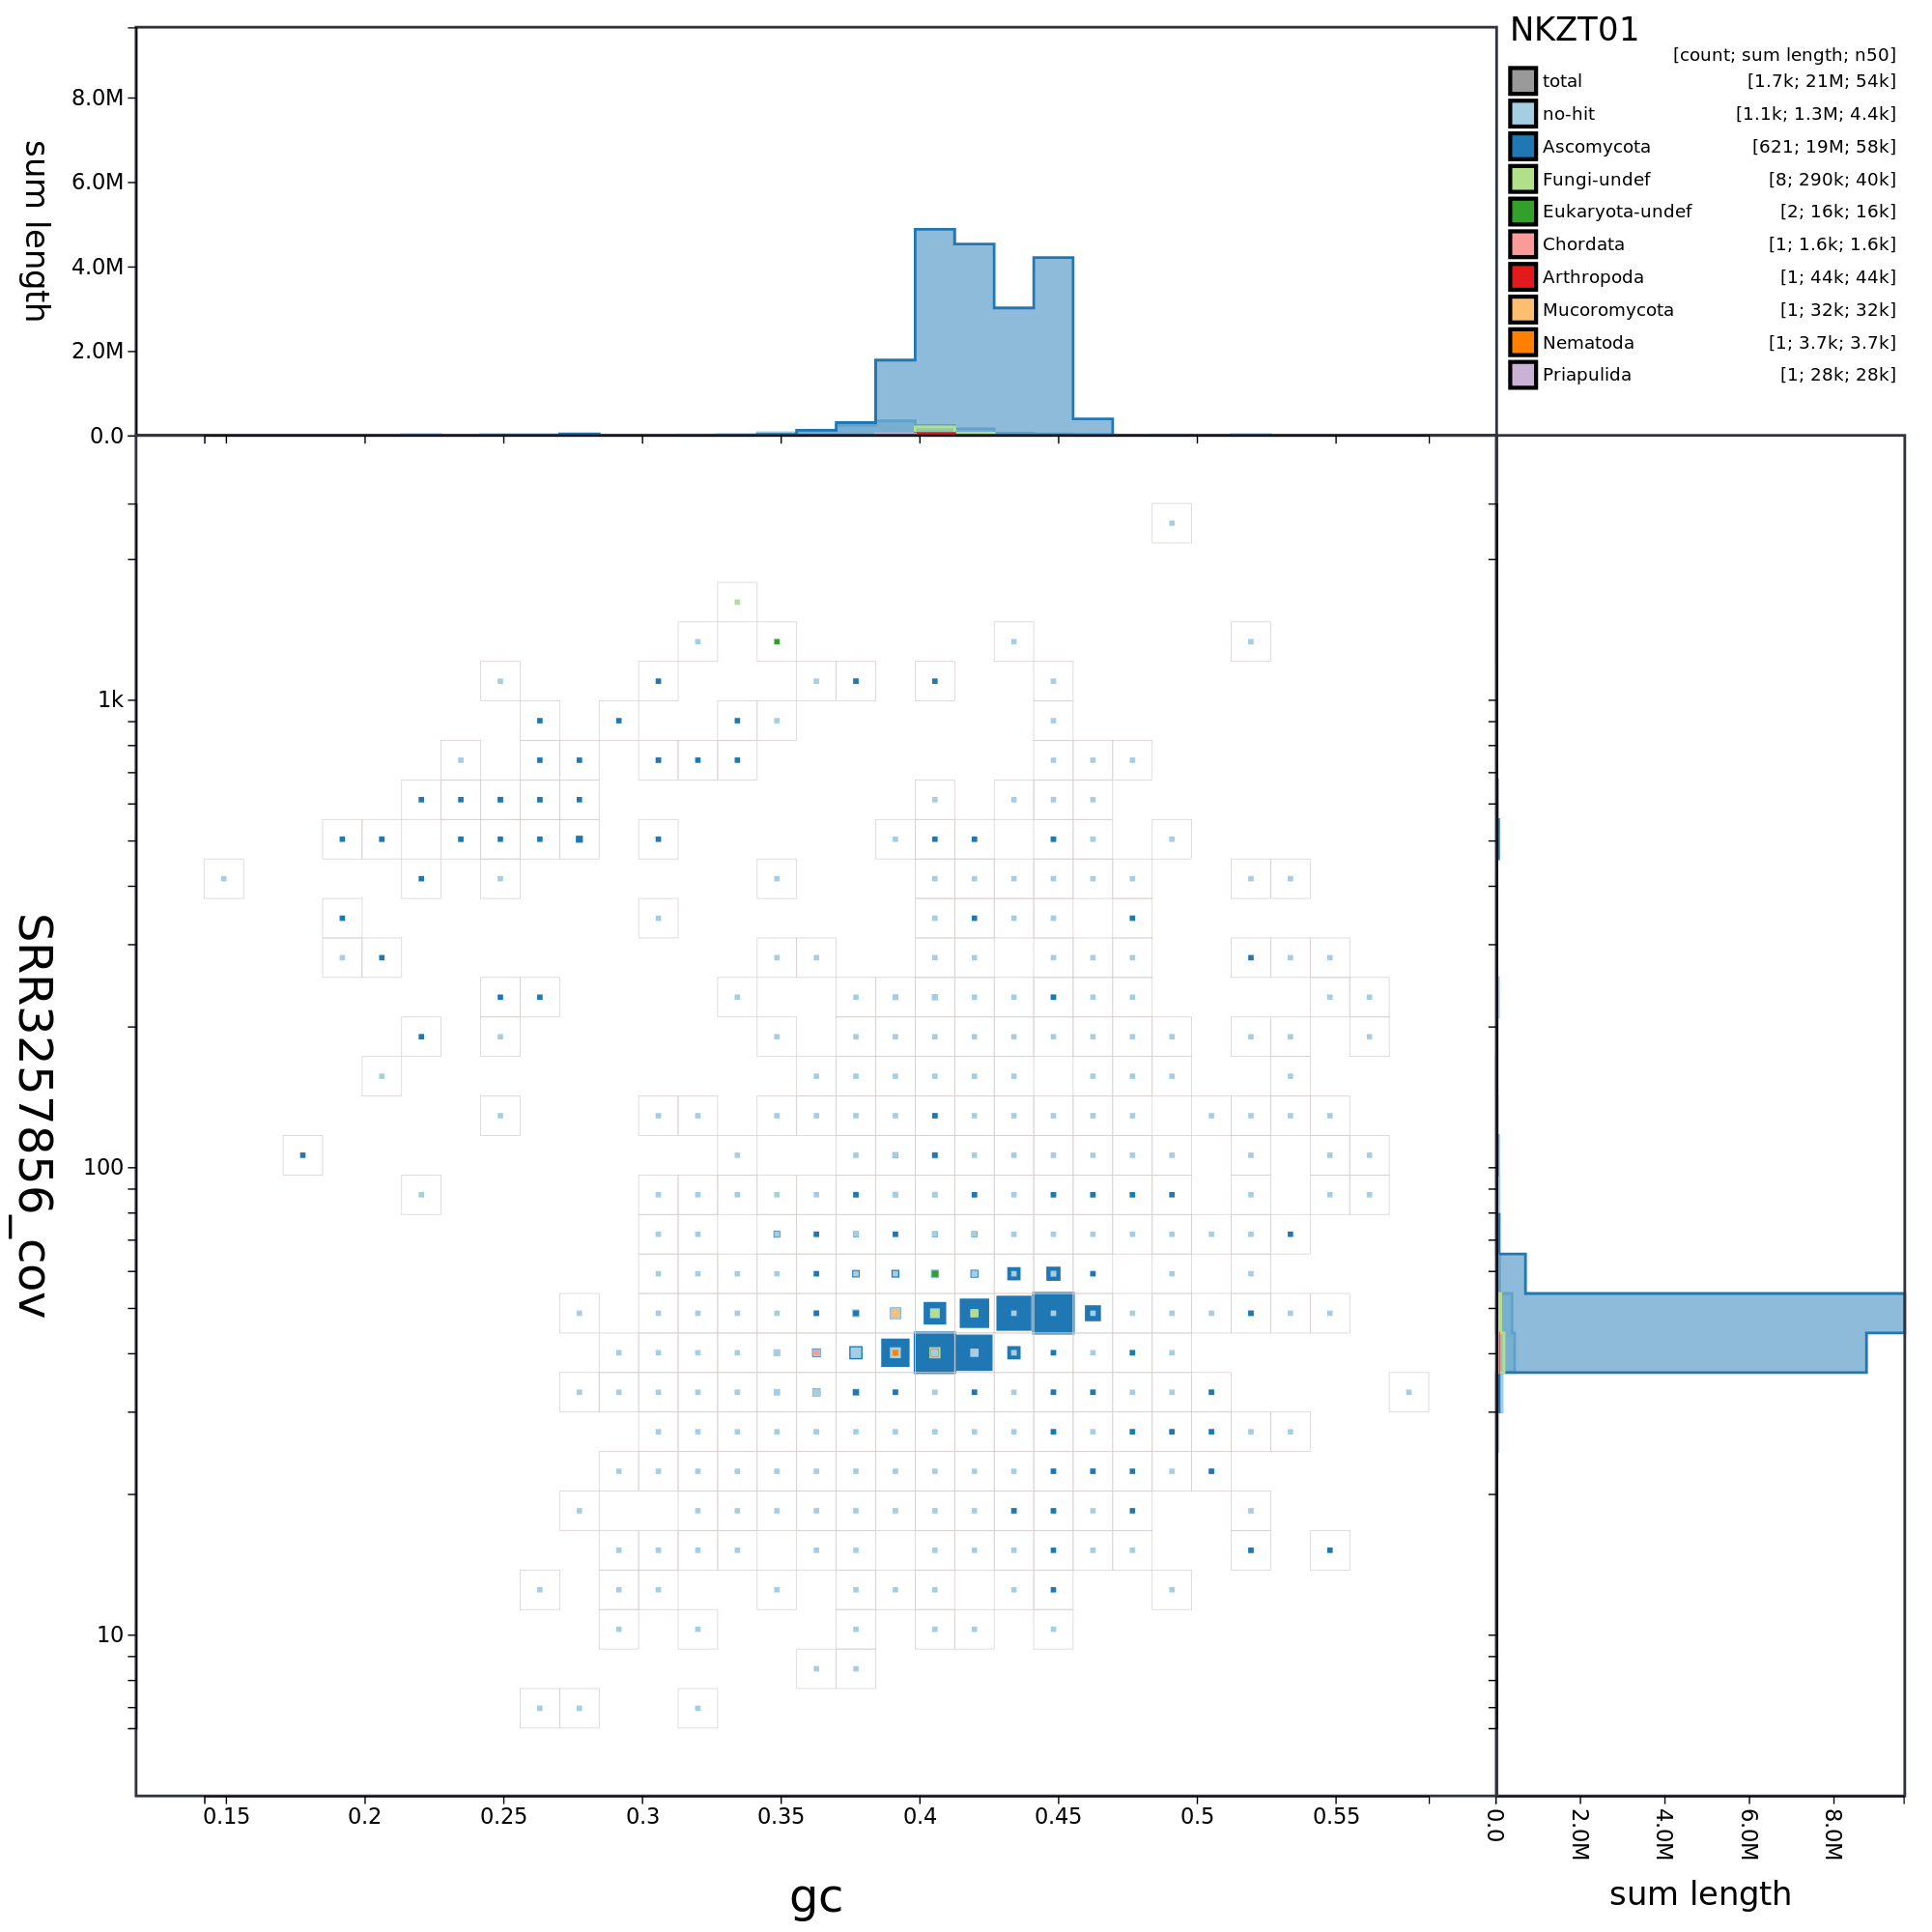 NKZT01
[count; sum length; n50]
total [1.7k; 21M; 54k]
no-hit [1.1k; 1.3M; 4.4k]
Ascomycota [621; 19M; 58k]
Fungi-undef [8; 290k; 40k]
Eukaryota-undef [2; 16k; 16k]
Chordata [1; 1.6k; 1.6k]
Arthropoda [1; 44k; 44k]
Mucoromycota [1; 32k; 32k]
Nematoda [1; 3.7k; 3.7k]
Priapulida [1; 28k; 28k]
sum length
8.0M
6.0M
4.0M
2.0M
0.0
SRR3257856_cov
1k
100
10
0.15 0.2 0.25 0.3 0.35 0.4 0.45 0.5 0.55
gc
0.0 2.0M 4.0M 6.0M 8.0M
sum length